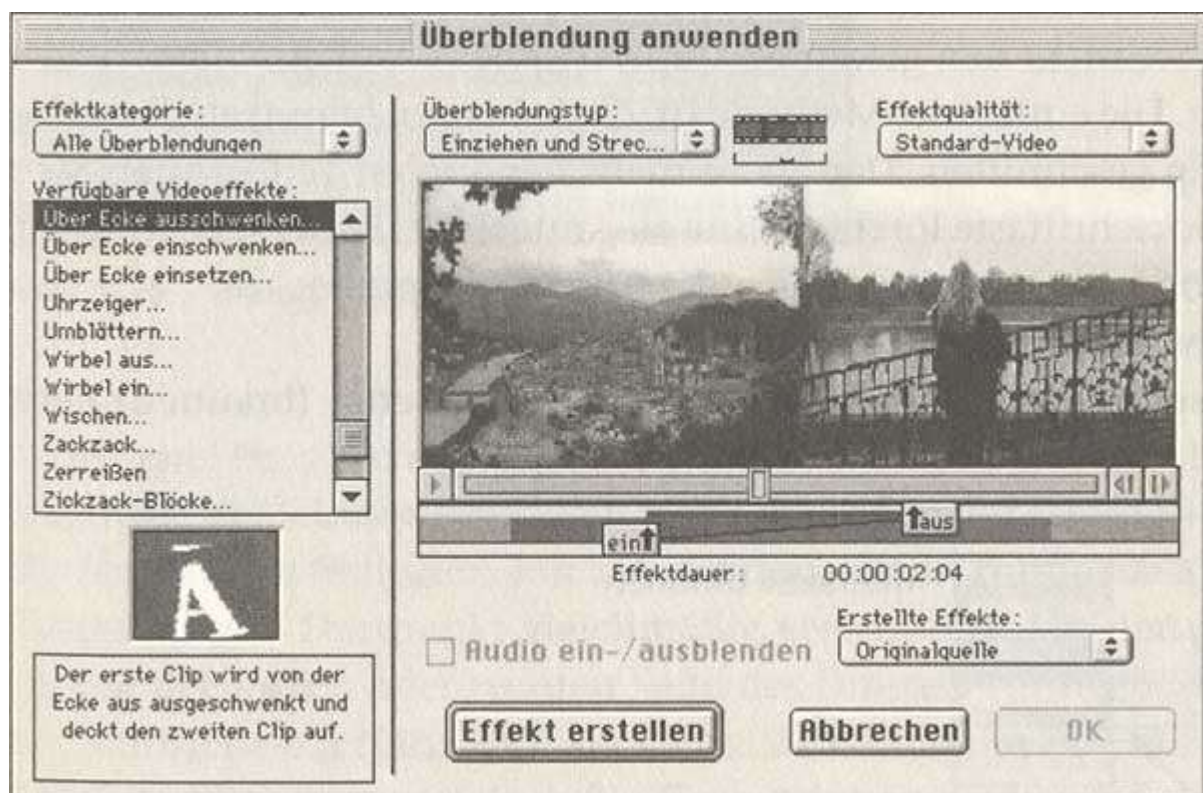 Überblendung anwenden
Effektkategorie:
Alle Überblendungen
Verfügbare Videoeffekte:
Über Ecke ausschwenken...
Über Ecke einschwenken...
Über Ecke einsetzen...
Uhrzeiger...
Umblättern...
Wirbel aus...
Wirbel ein...
Wischen...
Zackzack...
Zerreißen
Zickzack-Blöcke...
A
Der erste Clip wird von der
Ecke aus ausgeschwenkt und
deckt den zweiten Clip auf.
Überblendungstyp:
Einziehen und Strec...
Effektqualität:
Standard-Video
aus
ein
Effektdauer: 00:00:02:04
Erstellte Effekte:
Audio ein-/ausblenden
Originalquelle
Effekt erstellen
Abbrechen
OK